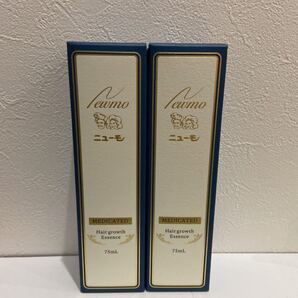 Newmo
ニューモ
MEDICATED
Hair growth
Essence
75mL
Newmo
ニューモ
MEDICATED
Hair growth
Essence
75mL